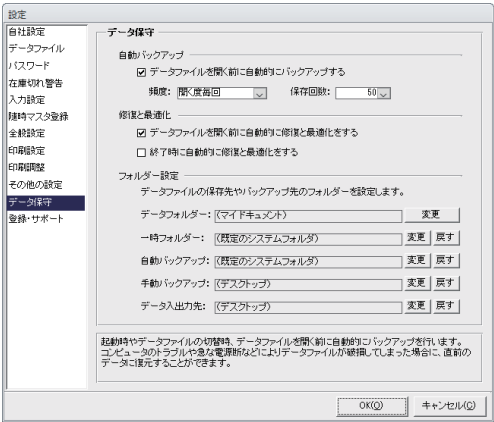 設定
自社設定
データファイル
パスワード
在庫切れ警告
入力設定
随時マスタ登録
全般設定
印刷設定
印刷調整
その他の設定
データ保守
登録・サポート
データ保守
自動バックアップ
データファイルを開く前に自動的にバックアップする
頻度: 開く度毎回 保存回数: 50
修復と最適化
データファイルを開く前に自動的に修復と最適化をする
終了時に自動的に修復と最適化をする
フォルダー設定
データファイルの保存先やバックアップ先のフォルダーを設定します。
データフォルダー: (マイドキュメント) 変更
一時フォルダー: (既定のシステムフォルダ) 変更 戻す
自動バックアップ: (既定のシステムフォルダ) 変更 戻す
手動バックアップ: (デスクトップ) 変更 戻す
データ入出力先: (デスクトップ) 変更 戻す
起動時やデータファイルの切替時、データファイルを開く前に自動的にバックアップを行います。
コンピュータのトラブルや急な電源断などによりデータファイルが破損してしまった場合に、直前の
データに復元することができます。
OK(O) キャンセル(C)